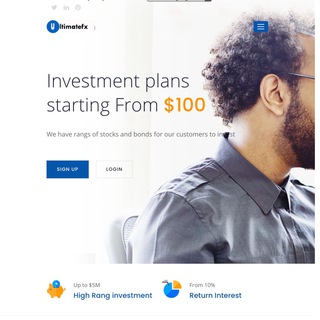 Ultimatefx
Investment plans
starting From $100
We have rangs of stocks and bonds for our customers to invest
SIGN UP
LOGIN
Up to $5M
High Rang investment
From 10%
Return Interest